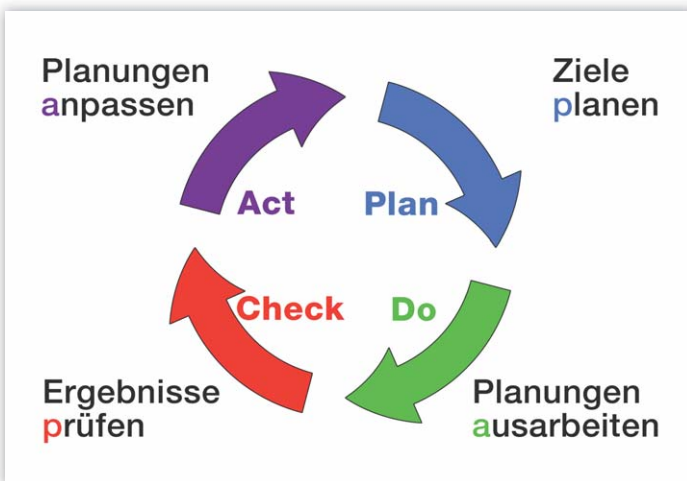 Planungen
anpassen
Ziele
planen
Act
Plan
Check
Do
Ergebnisse
prüfen
Planungen
ausarbeiten